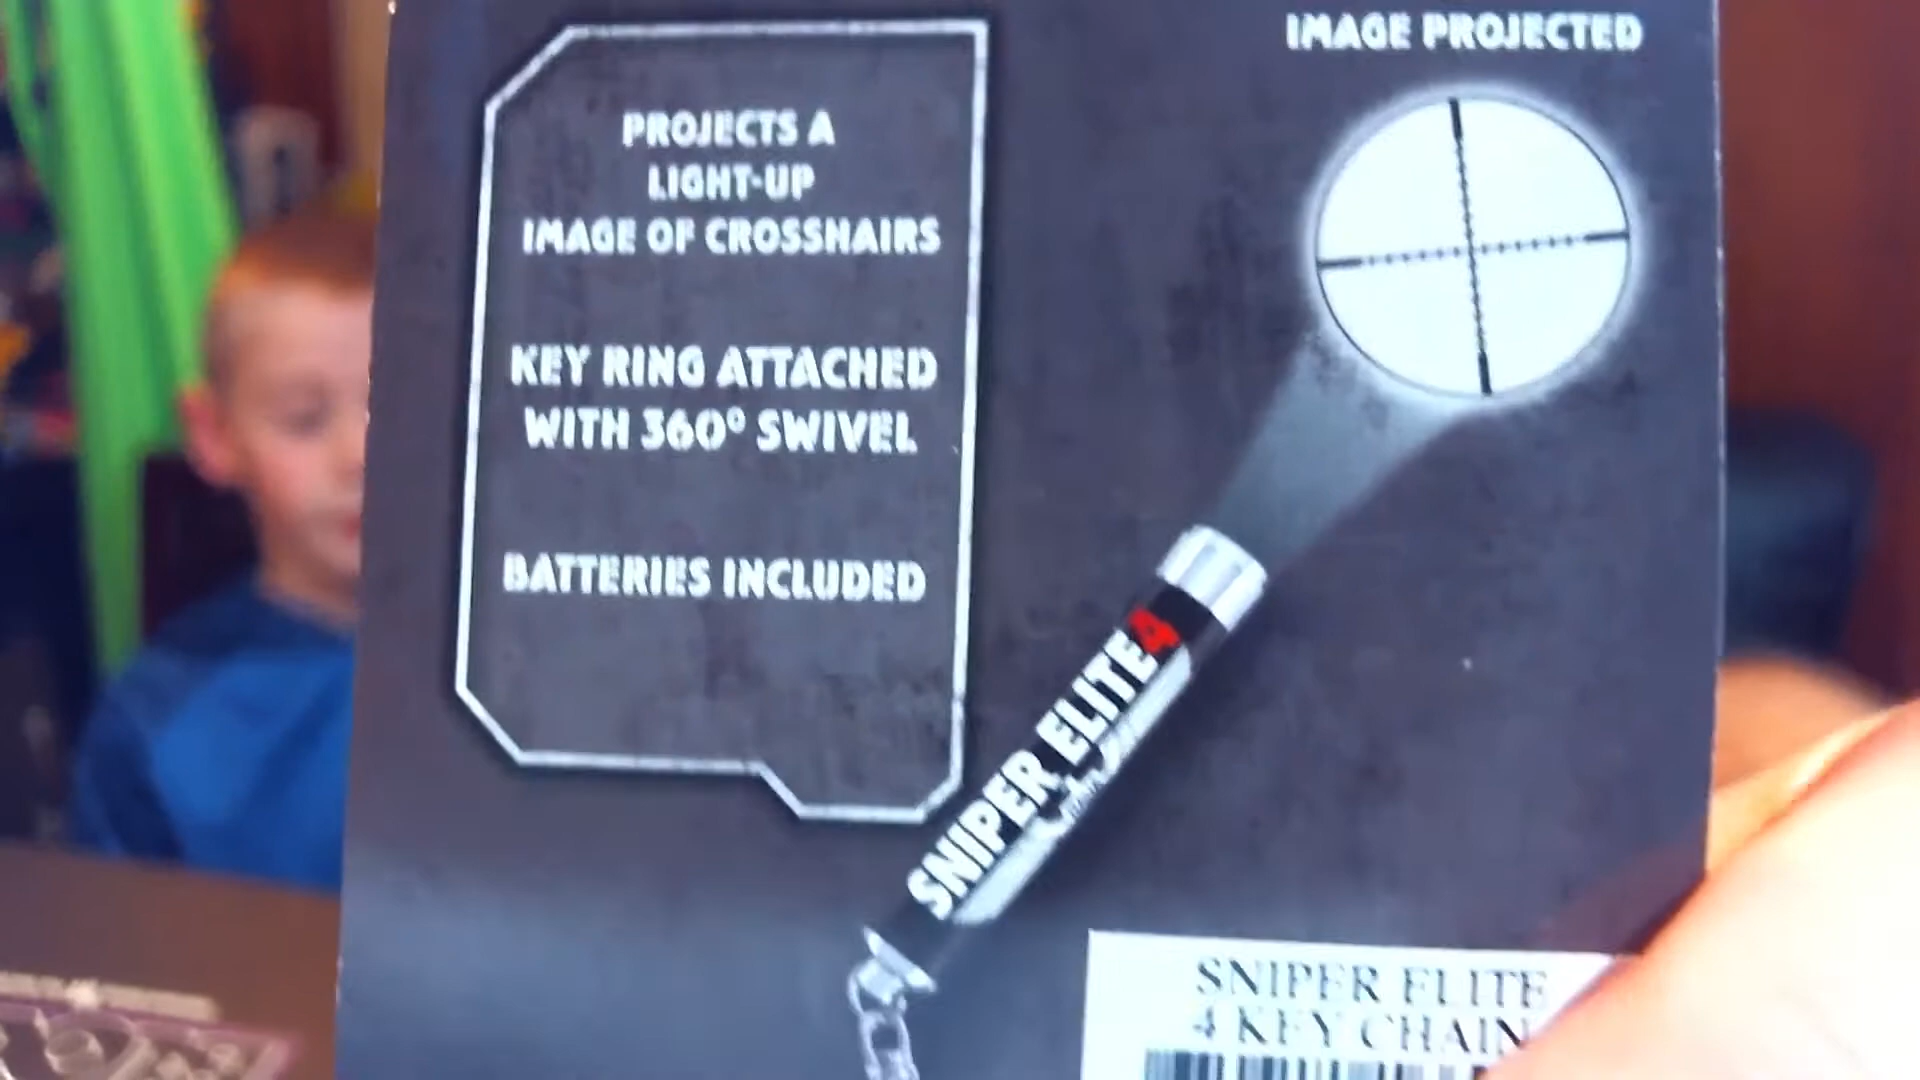 IMAGE PROJECTED
PROJECTS A
LIGHT-UP
IMAGE OF CROSSHAIRS
KEY RING ATTACHED
WITH 360° SWIVEL
BATTERIES INCLUDED
SNIPER ELITE 4
SNIPER ELITE
4 KEY CHAIN